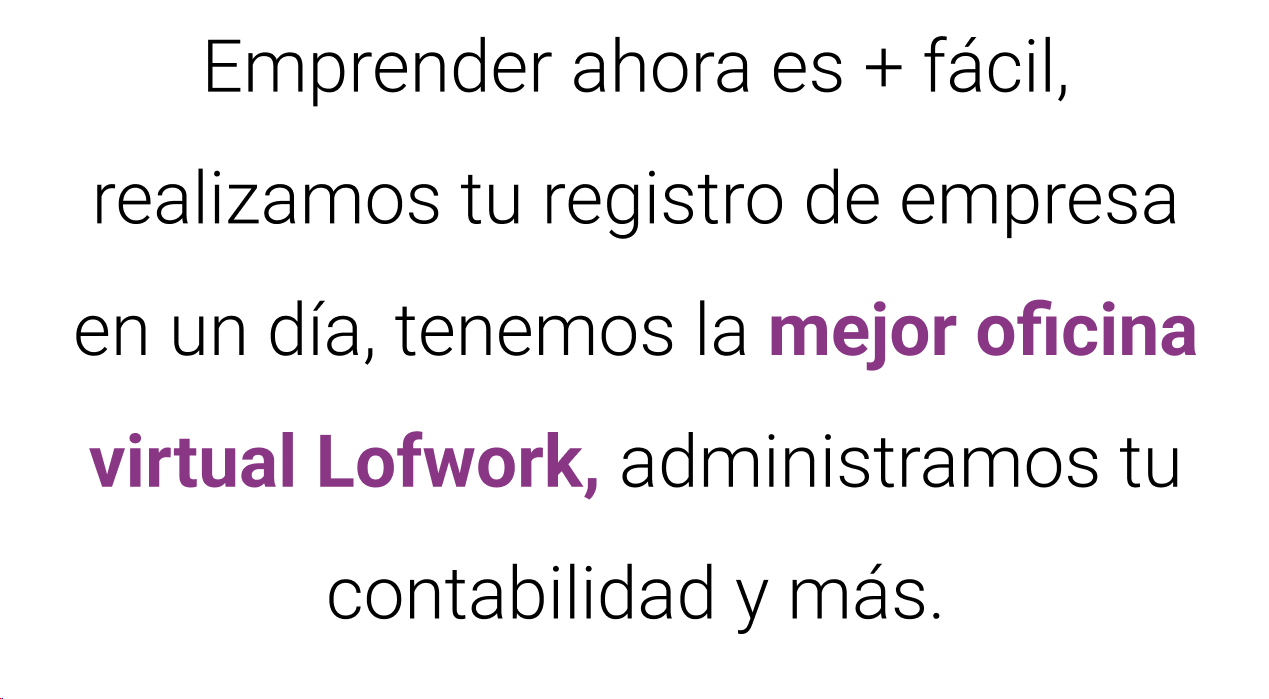 Emprender ahora es + fácil,
realizamos tu registro de empresa
en un día, tenemos la mejor oficina
virtual Lofwork, administramos tu
contabilidad y más.